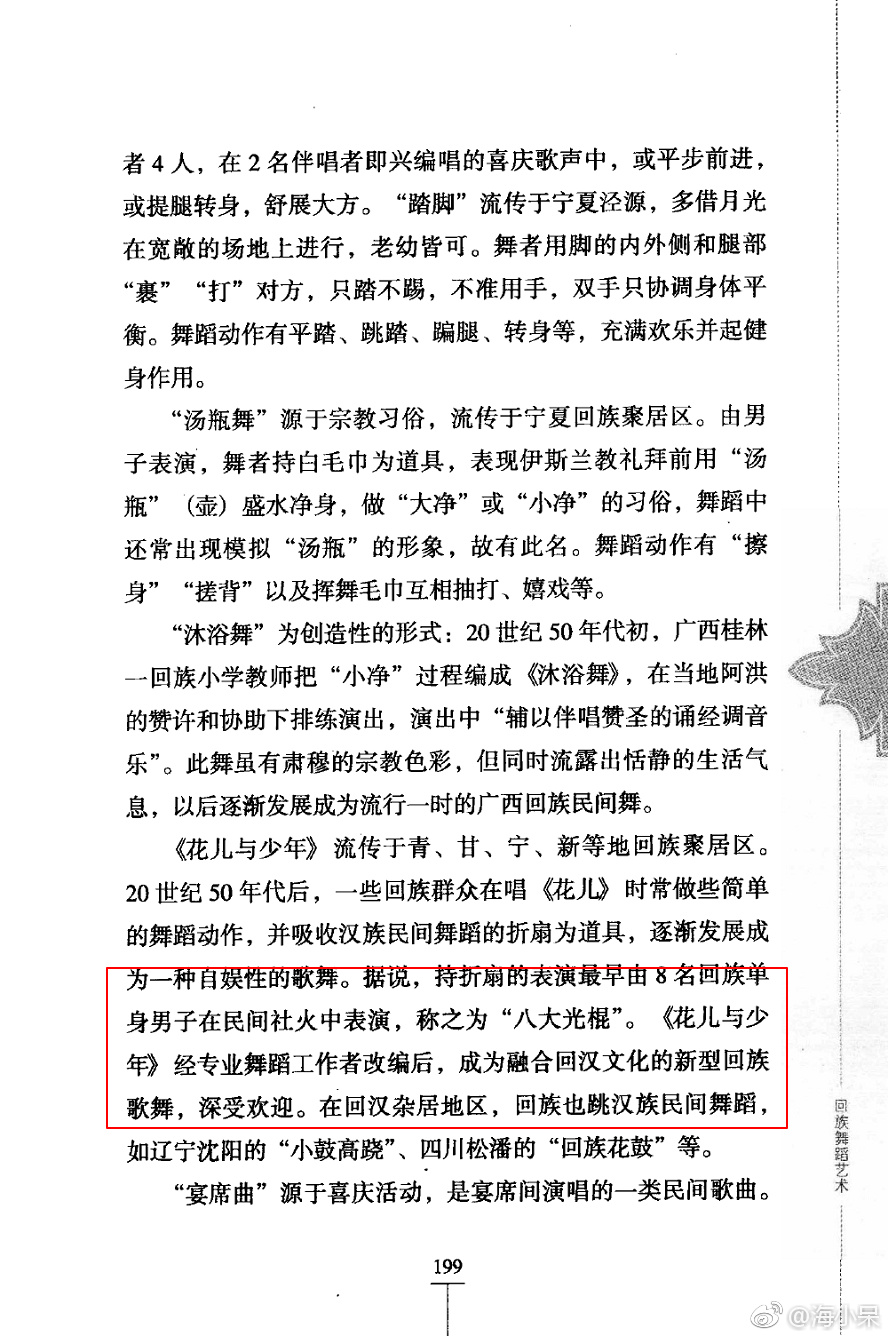 者 4 人，在 2 名伴唱者即兴编唱的喜庆歌声中，或平步前进，
或提腿转身，舒展大方。“踏脚”流传于宁夏泾源，多借月光
在宽敞的场地上进行，老幼皆可。舞者用脚的内外侧和腿部
“裹”“打”对方，只踏不踢，不准用手，双手只协调身体平
衡。舞蹈动作有平踏、跳踏、蹁腿、转身等，充满欢乐并起健
身作用。
“汤瓶舞”源于宗教习俗，流传于宁夏回族聚居区。由男
子表演，舞者持白毛巾为道具，表现伊斯兰教礼拜前用“汤
瓶”（壶）盛水净身，做“大净”或“小净”的习俗，舞蹈中
还常出现模拟“汤瓶”的形象，故有此名。舞蹈动作有“擦
身”“搓背”以及挥舞毛巾互相抽打、嬉戏等。
“沐浴舞”为创造性的形式：20 世纪 50 年代初，广西桂林
一回族小学教师把“小净”过程编成《沐浴舞》，在当地阿洪
的赞许和协助下排练演出，演出中“辅以伴唱赞圣的诵经调音
乐”。此舞虽有肃穆的宗教色彩，但同时流露出恬静的生活气
息，以后逐渐发展成为流行一时的广西回族民间舞。
《花儿与少年》流传于青、甘、宁、新等地回族聚居区。
20 世纪 50 年代后，一些回族群众在唱《花儿》时常做些简单
的舞蹈动作，并吸收汉族民间舞蹈的折扇为道具，逐渐发展成
为一种自娱性的歌舞。据说，持折扇的表演最早由 8 名回族单
身男子在民间社火中表演，称之为“八大光棍”。《花儿与少
年》经专业舞蹈工作者改编后，成为融合回汉文化的新型回族
歌舞，深受欢迎。在回汉杂居地区，回族也跳汉族民间舞蹈，
如辽宁沈阳的“小鼓高跷”、四川松潘的“回族花鼓”等。
“宴席曲”源于喜庆活动，是宴席间演唱的一类民间歌曲。
回族舞蹈艺术
199
@海小呆